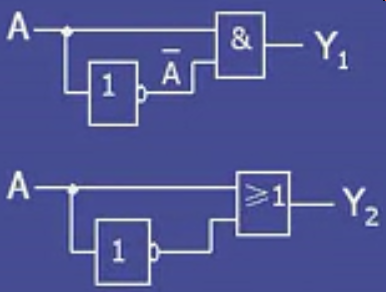 A & Y₁
1 A̅
A ≥1 Y₂
1